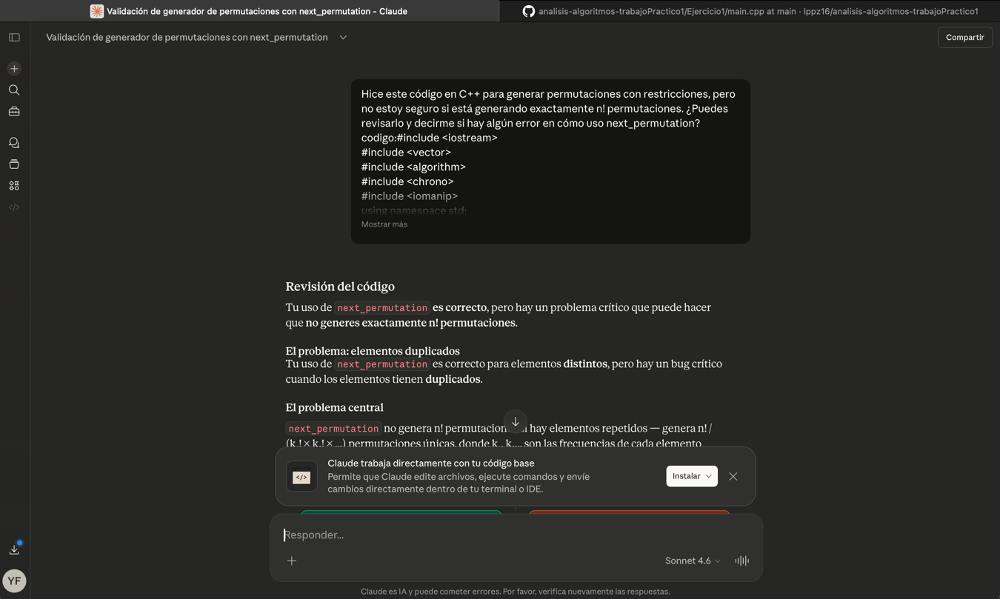 Validación de generador de permutaciones con next_permutation - Claude
analisis-algoritmos-trabajoPractico1/Ejercicio1/main.cpp at main · lppz16/analisis-algoritmos-trabajoPractico1
Validación de generador de permutaciones con next_permutation
Compartir
Hice este código en C++ para generar permutaciones con restricciones, pero
no estoy seguro si está generando exactamente n! permutaciones. ¿Puedes
revisarlo y decirme si hay algún error en cómo uso next_permutation?
codigo:#include <iostream>
#include <vector>
#include <algorithm>
#include <chrono>
#include <iomanip>
using namespace std;
Mostrar más
Revisión del código
Tu uso de next_permutation es correcto, pero hay un problema crítico que puede hacer
que no generes exactamente n! permutaciones.
El problema: elementos duplicados
Tu uso de next_permutation es correcto para elementos distintos, pero hay un bug crítico
cuando los elementos tienen duplicados.
El problema central
next_permutation no genera n! permutacion si hay elementos repetidos — genera n! /
permutaciones únicas, donde son las frecuencias de cada elemento
Claude trabaja directamente con tu código base
Permite que Claude edite archivos, ejecute comandos y envíe
cambios directamente dentro de tu terminal o IDE.
Instalar
Responder...
Sonnet 4.6
YF
Claude es IA y puede cometer errores. Por favor, verifica nuevamente las respuestas.